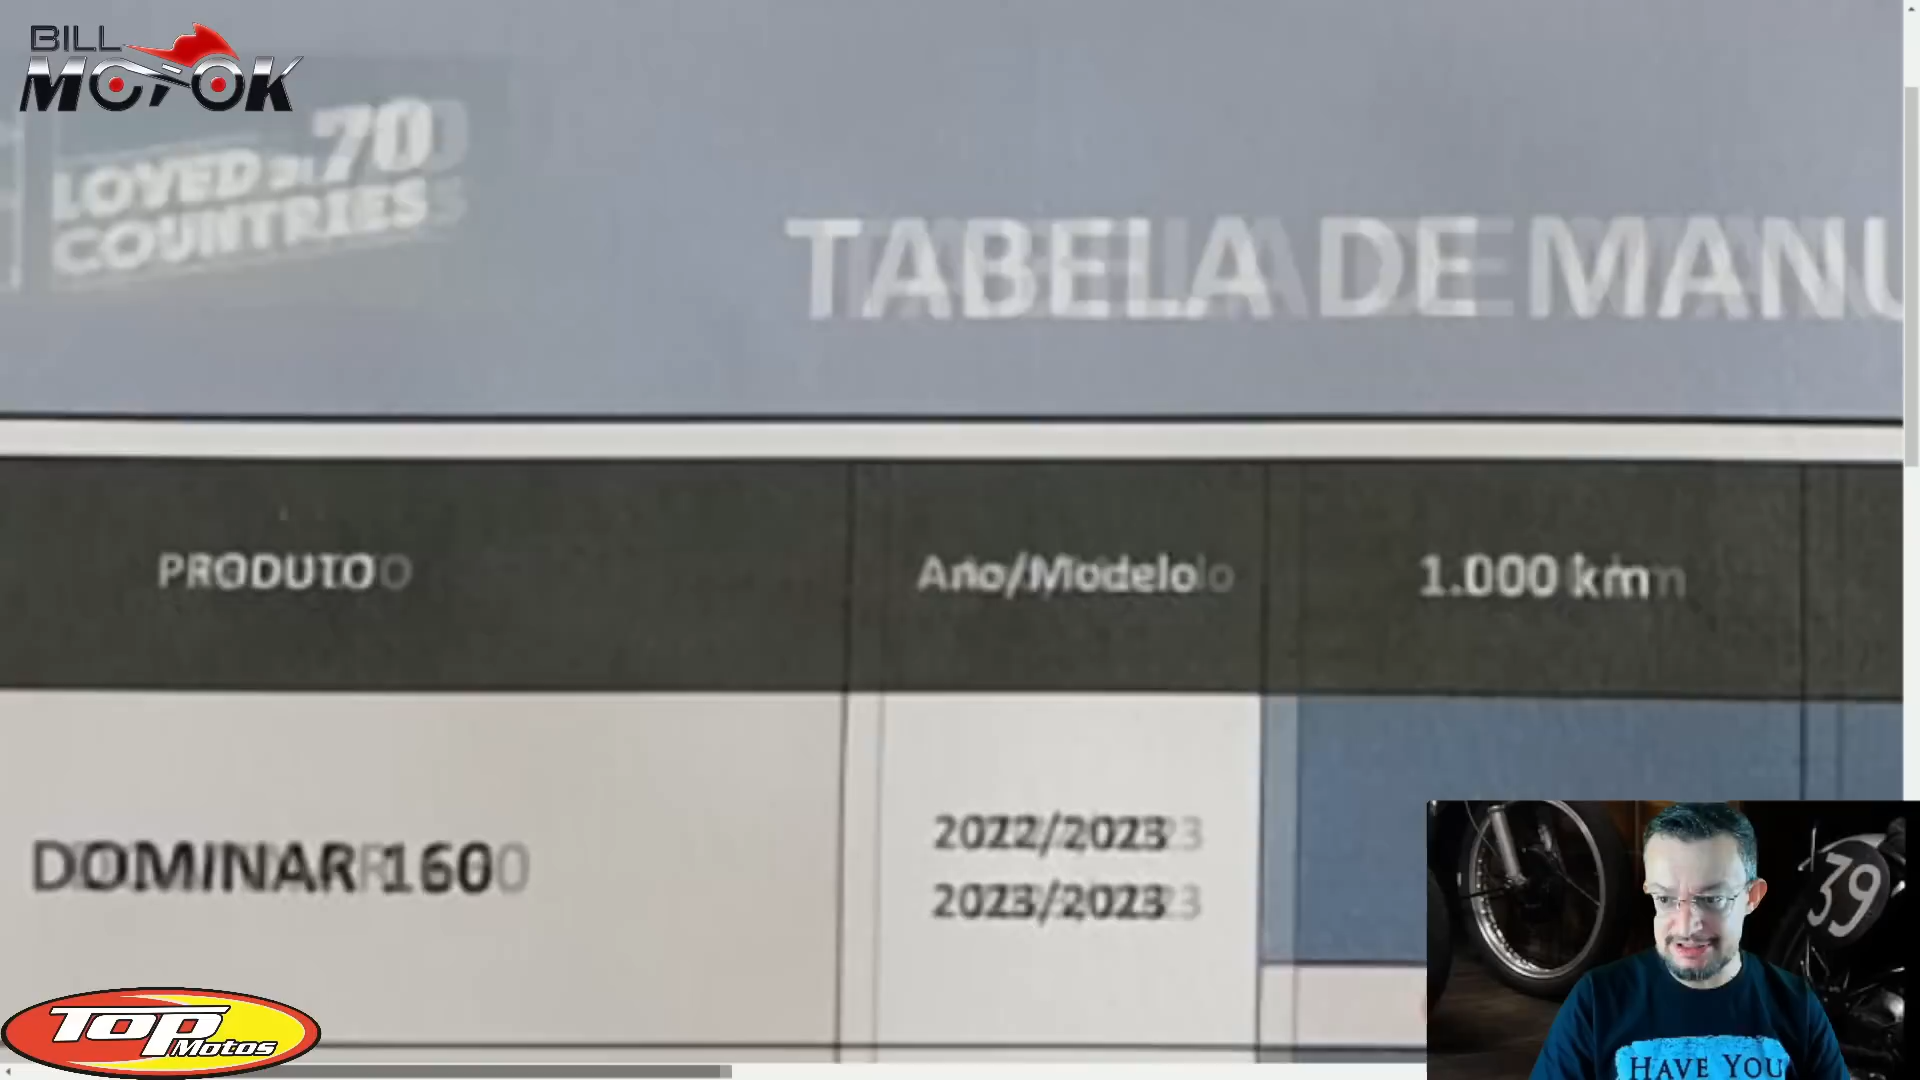 BILL
MOTOK
LOVED IN 70
COUNTRIES
TABELA DE MANU
PRODUTO
Ano/Modelo
1.000 km
DOMINAR 160
2022/2023
2023/2023
39
TOP
Motos
HAVE YOU